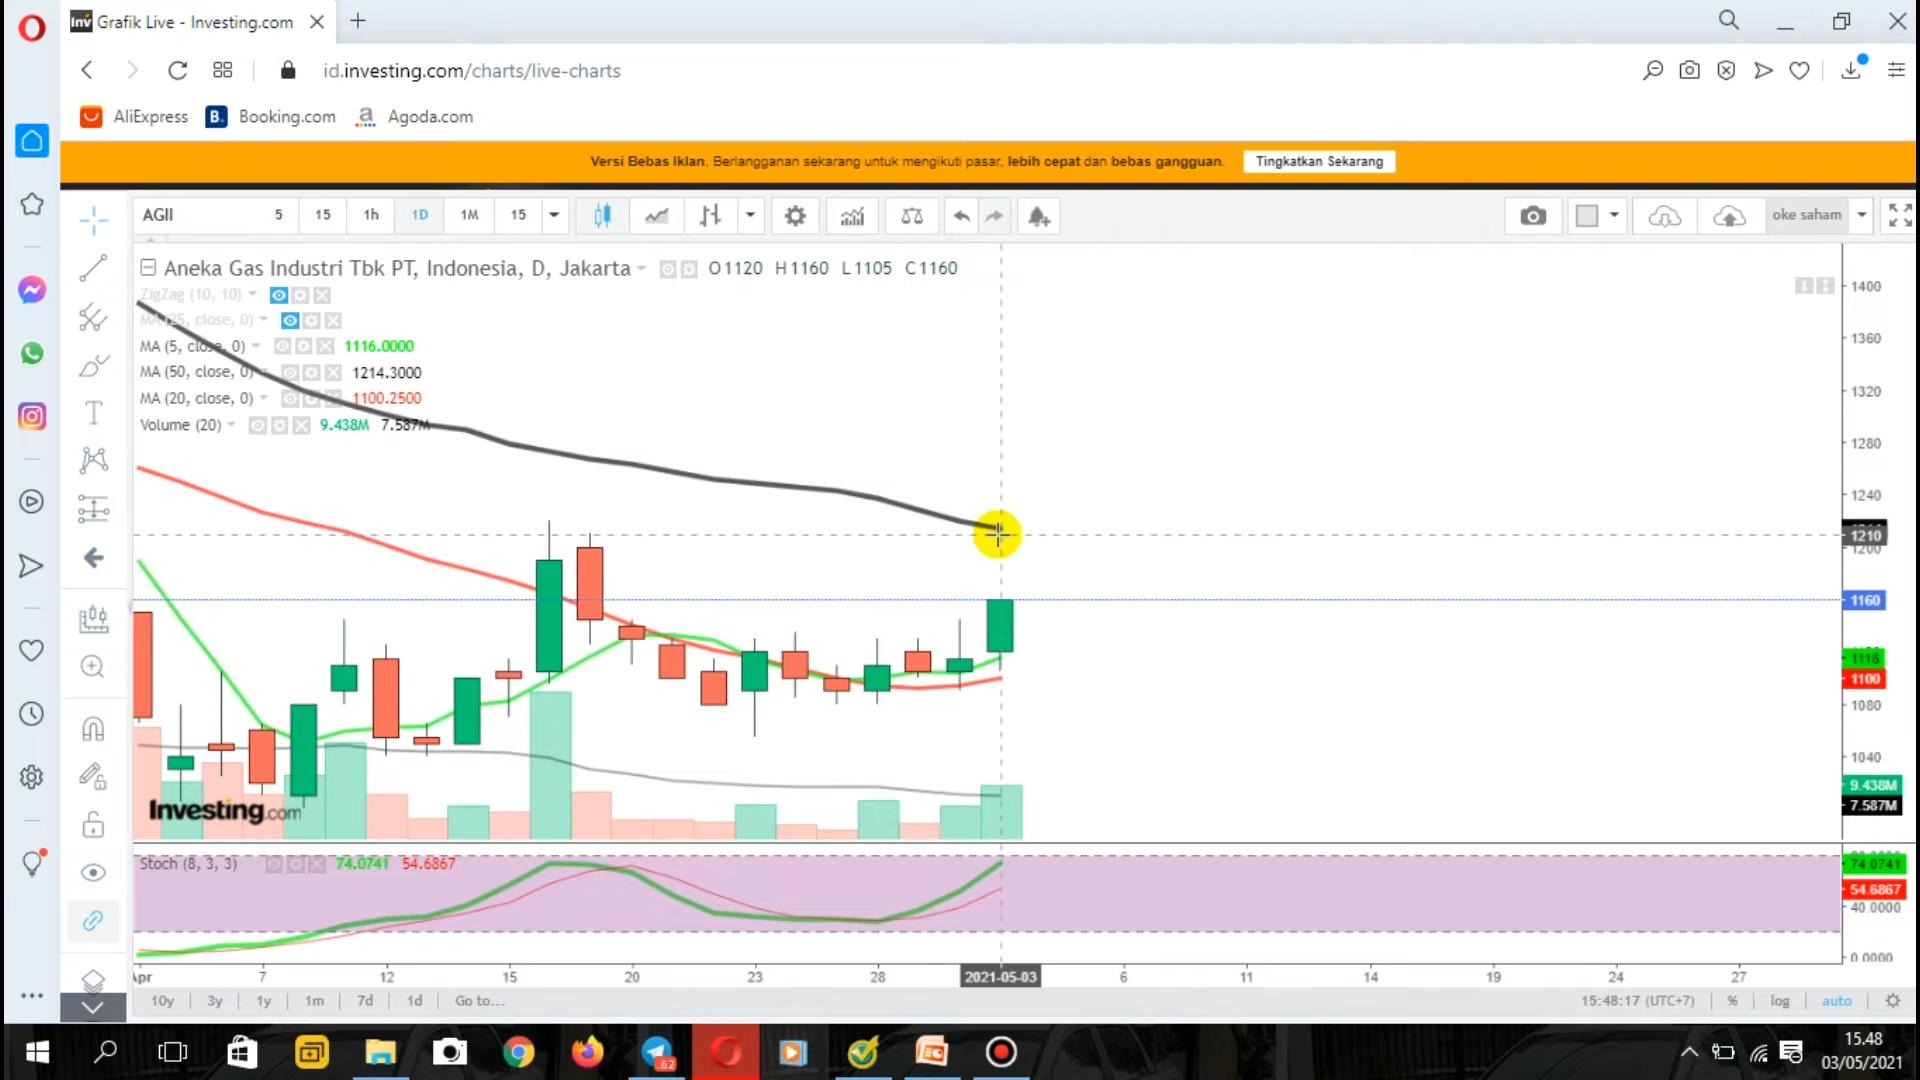 Grafik Live - Investing.com
id.investing.com/charts/live-charts
AliExpress
B. Booking.com
a Agoda.com
Versi Bebas Iklan. Berlangganan sekarang untuk mengikuti pasar, lebih cepat dan bebas gangguan. Tingkatkan Sekarang
AGII 5 15 1h 1D 1M 15 oke saham
Aneka Gas Industri Tbk PT, Indonesia, D, Jakarta O1120 H1160 L1105 C1160
ZigZag (10, 10)
MA (25, close, 0)
MA (5, close, 0) 1116.0000
MA (50, close, 0) 1214.3000
MA (20, close, 0) 1100.2500
Volume (20) 9.438M 7.587M
1400
1360
1320
1280
1240
1210
1200
1160
1116
1100
1080
1040
9.438M
7.587M
Investing.com
Stoch (8, 3, 3) 74.0741 54.6867
74.0741
54.6867
40.0000
0.0000
Apr 7 12 15 20 23 28 2021-05-03 6 11 14 19 24 27
10y 3y 1y 1m 7d 1d Go to... 15:48:17 (UTC+7) % log auto
.62
15.48
03/05/2021